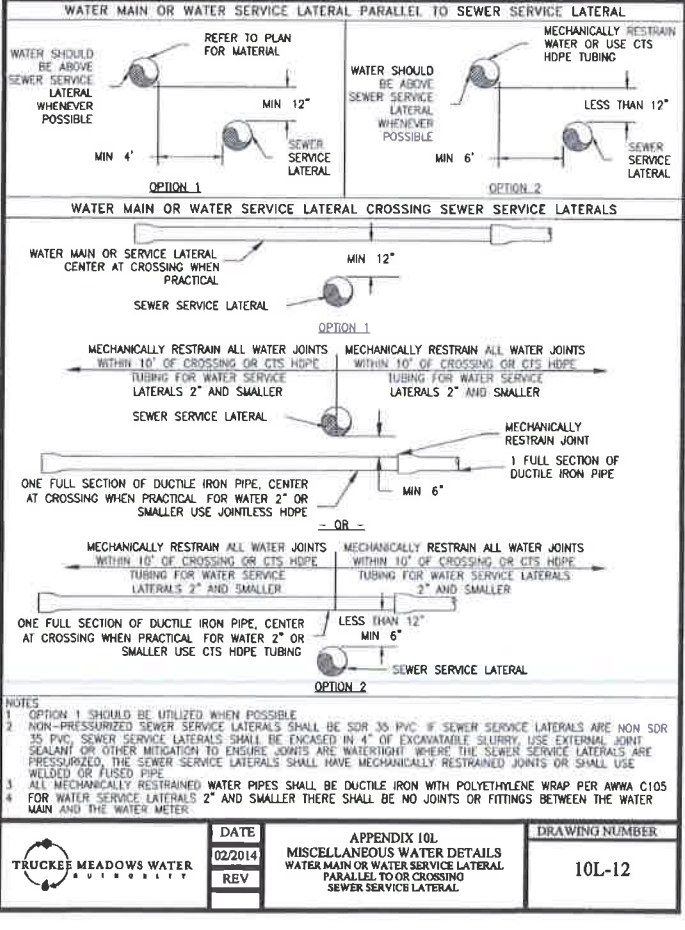 WATER MAIN OR WATER SERVICE LATERAL PARALLEL TO SEWER SERVICE LATERAL
REFER TO PLAN
FOR MATERIAL
WATER SHOULD
BE ABOVE
SEWER SERVICE
LATERAL
WHENEVER
POSSIBLE
MIN 12"
MIN 4'
SEWER
SERVICE
LATERAL
OPTION 1
MECHANICALLY RESTRAIN
WATER OR USE CTS
HDPE TUBING
WATER SHOULD
BE ABOVE
SEWER SERVICE
LATERAL
WHENEVER
POSSIBLE
LESS THAN 12"
MIN 6'
SEWER
SERVICE
LATERAL
OPTION 2
WATER MAIN OR WATER SERVICE LATERAL CROSSING SEWER SERVICE LATERALS
WATER MAIN OR SERVICE LATERAL
CENTER AT CROSSING WHEN
PRACTICAL
MIN 12"
SEWER SERVICE LATERAL
OPTION 1
MECHANICALLY RESTRAIN ALL WATER JOINTS
WITHIN 10' OF CROSSING OR CTS HDPE
TUBING FOR WATER SERVICE
LATERALS 2" AND SMALLER
MECHANICALLY RESTRAIN ALL WATER JOINTS
WITHIN 10' OF CROSSING OR CTS HDPE
TUBING FOR WATER SERVICE
LATERALS 2" AND SMALLER
SEWER SERVICE LATERAL
MECHANICALLY
RESTRAIN JOINT
1 FULL SECTION OF
DUCTILE IRON PIPE
ONE FULL SECTION OF DUCTILE IRON PIPE, CENTER
AT CROSSING WHEN PRACTICAL FOR WATER 2" OR
SMALLER USE JOINTLESS HDPE
MIN 6"
- OR -
MECHANICALLY RESTRAIN ALL WATER JOINTS
WITHIN 10' OF CROSSING OR CTS HDPE
TUBING FOR WATER SERVICE
LATERALS 2" AND SMALLER
MECHANICALLY RESTRAIN ALL WATER JOINTS
WITHIN 10' OF CROSSING OR CTS HDPE
TUBING FOR WATER SERVICE LATERALS
2" AND SMALLER
ONE FULL SECTION OF DUCTILE IRON PIPE, CENTER
AT CROSSING WHEN PRACTICAL FOR WATER 2" OR
SMALLER USE CTS HDPE TUBING
LESS THAN 12"
MIN 6"
SEWER SERVICE LATERAL
OPTION 2
NOTES
1 OPTION 1 SHOULD BE UTILIZED WHEN POSSIBLE
2 NON-PRESSURIZED SEWER SERVICE LATERALS SHALL BE SDR 35 PVC IF SEWER SERVICE LATERALS ARE NON SDR
35 PVC, SEWER SERVICE LATERALS SHALL BE ENCASED IN 4" OF EXCAVATABLE SLURRY, USE EXTERNAL JOINT
SEALANT OR OTHER MITIGATION TO ENSURE JOINTS ARE WATERTIGHT WHERE THE SEWER SERVICE LATERALS ARE
PRESSURIZED, THE SEWER SERVICE LATERALS SHALL HAVE MECHANICALLY RESTRAINED JOINTS OR SHALL USE
WELDED OR FUSED PIPE
3 ALL MECHANICALLY RESTRAINED WATER PIPES SHALL BE DUCTILE IRON WITH POLYETHYLENE WRAP PER AWWA C105
4 FOR WATER SERVICE LATERALS 2" AND SMALLER THERE SHALL BE NO JOINTS OR FITTINGS BETWEEN THE WATER
MAIN AND THE WATER METER
TRUCKEE MEADOWS WATER
AUTHORITY
DATE
02/2014
REV
APPENDIX 10L
MISCELLANEOUS WATER DETAILS
WATER MAIN OR WATER SERVICE LATERAL
PARALLEL TO OR CROSSING
SEWER SERVICE LATERAL
DRAWING NUMBER
10L-12